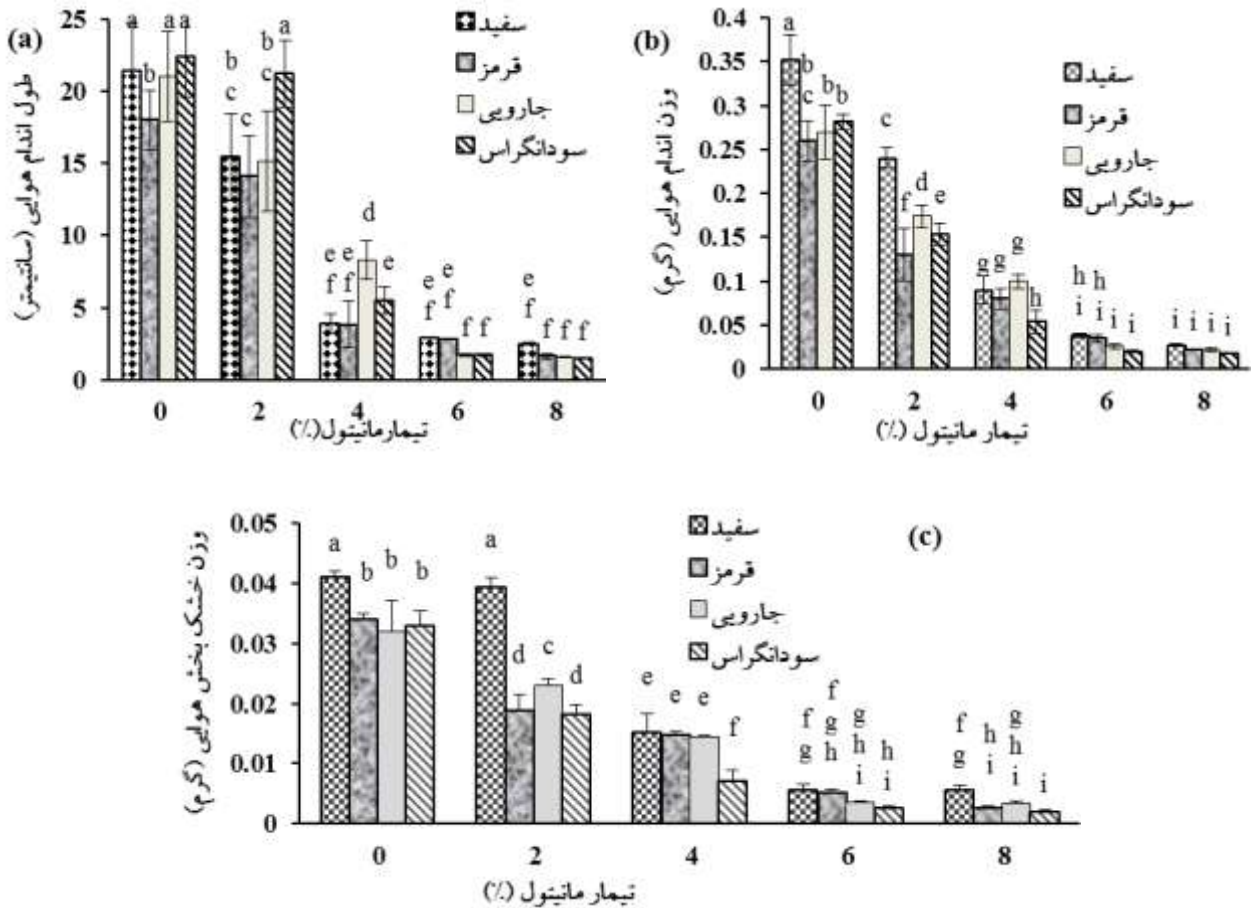 (a)
طول اندام هوایی (سانتیمتر)
25
20
15
10
5
0
a a a
b
b b a
c c c c
d
e e e
f f
e e
f f f f
e
f f f f
سفید
قرمز
جارویی
سودانگراس
0 2 4 6 8
تیمارمانیتول(٪)
(b)
وزن اندام هوایی (گرم)
0.4
0.35
0.3
0.25
0.2
0.15
0.1
0.05
0
a
b b b
c
c
f d e
g g g h
h h
i i i i
i i i i
سفید
قرمز
جارویی
سودانگراس
0 2 4 6 8
تیمار مانیتول (٪)
(c)
وزن خشک بخش هوایی (گرم)
0.05
0.04
0.03
0.02
0.01
0
a b b b
a
d c d
e e e f
f f g h
g g h i
h i
f h g i
g i h
i
سفید
قرمز
جارویی
سودانگراس
0 2 4 6 8
تیمار مانیتول (٪)